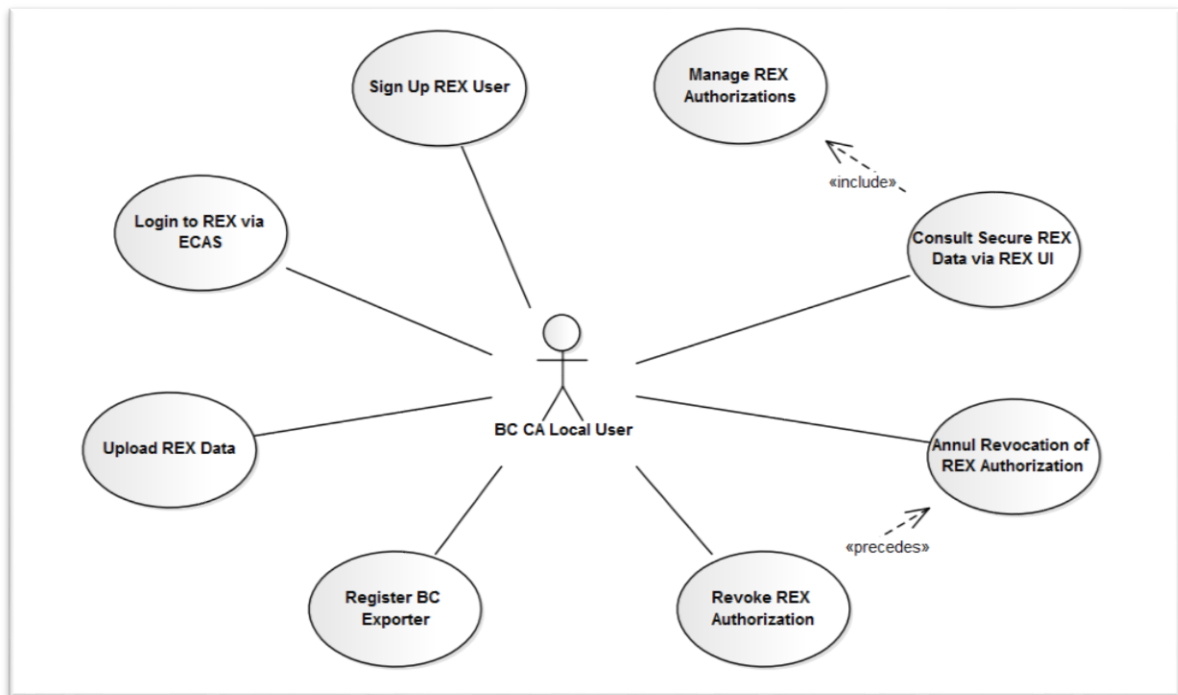 Sign Up REX User
Manage REX
Authorizations
«include»
Login to REX via
ECAS
Consult Secure REX
Data via REX UI
BC CA Local User
Upload REX Data
Annul Revocation of
REX Authorization
«precedes»
Register BC
Exporter
Revoke REX
Authorization